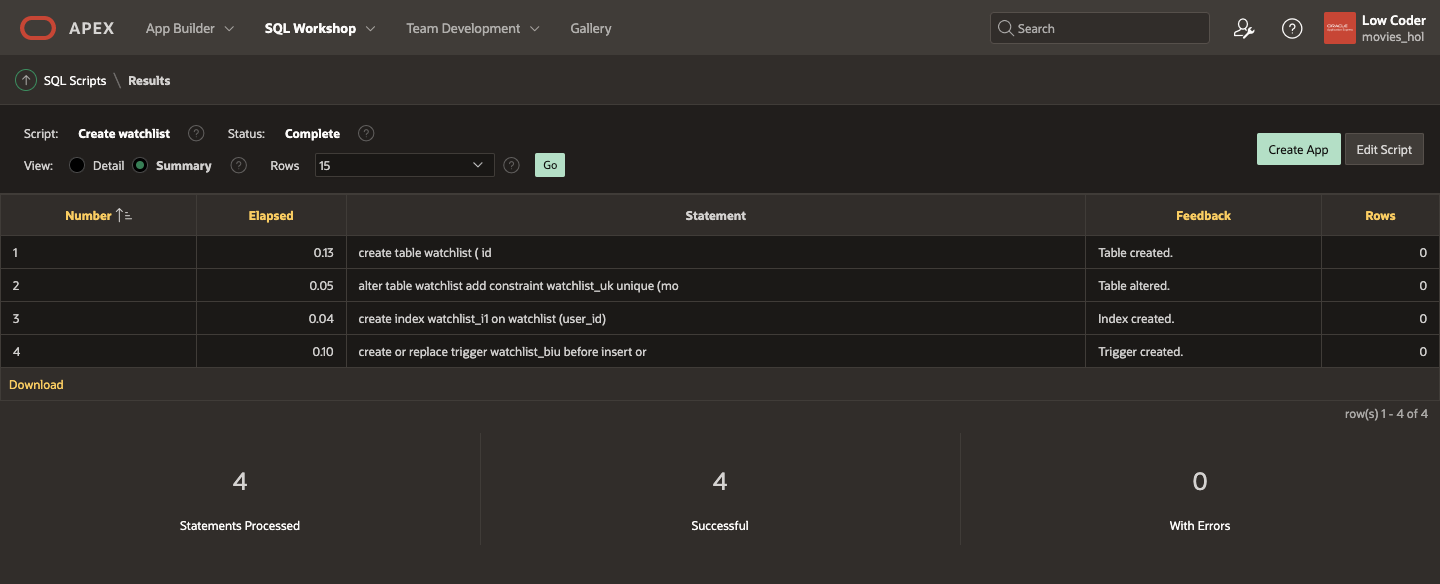 APEX App Builder SQL Workshop Team Development Gallery Search Low Coder
movies_hol
SQL Scripts \ Results
Script: Create watchlist Status: Complete
Create App Edit Script
View: Detail Summary Rows 15 Go
Number Elapsed Statement Feedback Rows
1 0.13 create table watchlist ( id Table created. 0
2 0.05 alter table watchlist add constraint watchlist_uk unique (mo Table altered. 0
3 0.04 create index watchlist_i1 on watchlist (user_id) Index created. 0
4 0.10 create or replace trigger watchlist_biu before insert or Trigger created. 0
Download
row(s) 1 - 4 of 4
4 4 0
Statements Processed Successful With Errors